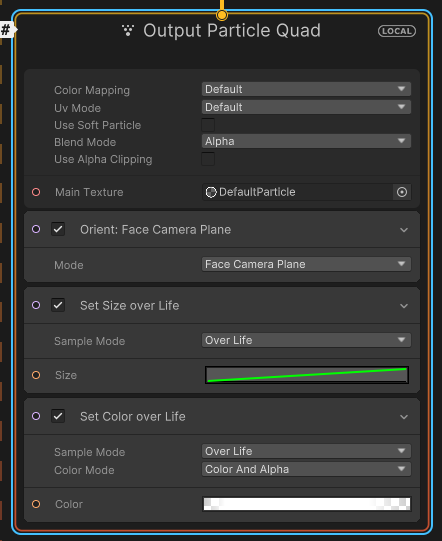 #
Output Particle Quad LOCAL
Color Mapping Default
Uv Mode Default
Use Soft Particle
Blend Mode Alpha
Use Alpha Clipping
Main Texture DefaultParticle
Orient: Face Camera Plane
Mode Face Camera Plane
Set Size over Life
Sample Mode Over Life
Size
Set Color over Life
Sample Mode Over Life
Color Mode Color And Alpha
Color